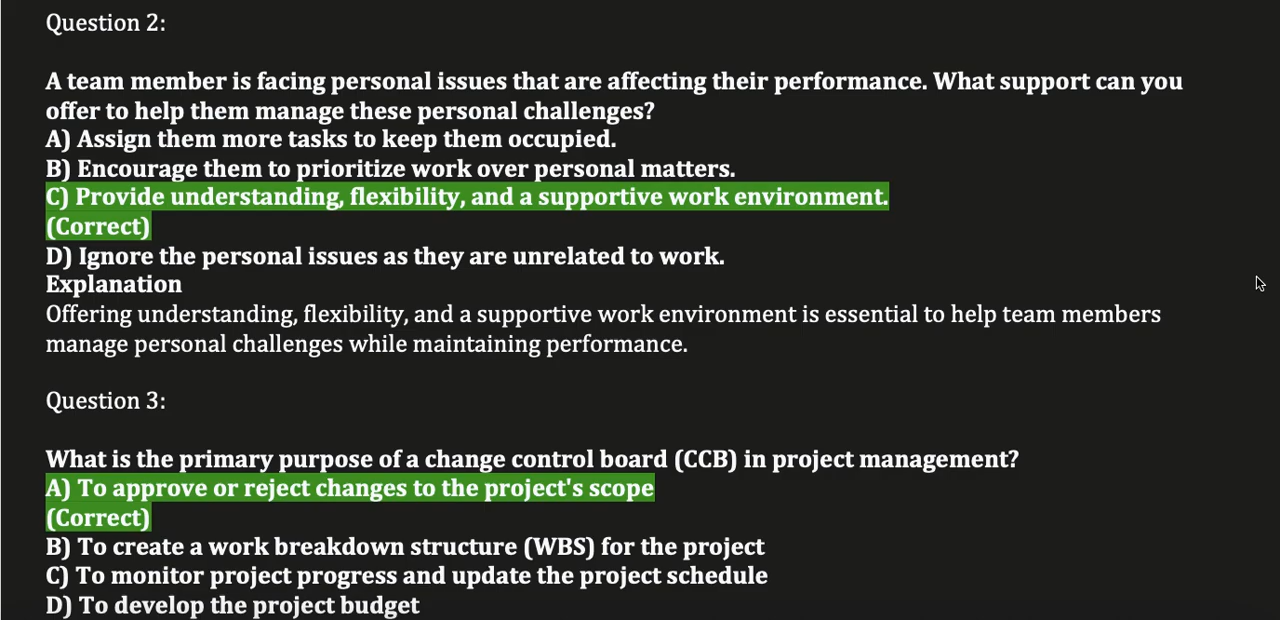 Question 2:
A team member is facing personal issues that are affecting their performance. What support can you
offer to help them manage these personal challenges?
A) Assign them more tasks to keep them occupied.
B) Encourage them to prioritize work over personal matters.
C) Provide understanding, flexibility, and a supportive work environment.
(Correct)
D) Ignore the personal issues as they are unrelated to work.
Explanation
Offering understanding, flexibility, and a supportive work environment is essential to help team members
manage personal challenges while maintaining performance.
Question 3:
What is the primary purpose of a change control board (CCB) in project management?
A) To approve or reject changes to the project's scope
(Correct)
B) To create a work breakdown structure (WBS) for the project
C) To monitor project progress and update the project schedule
D) To develop the project budget